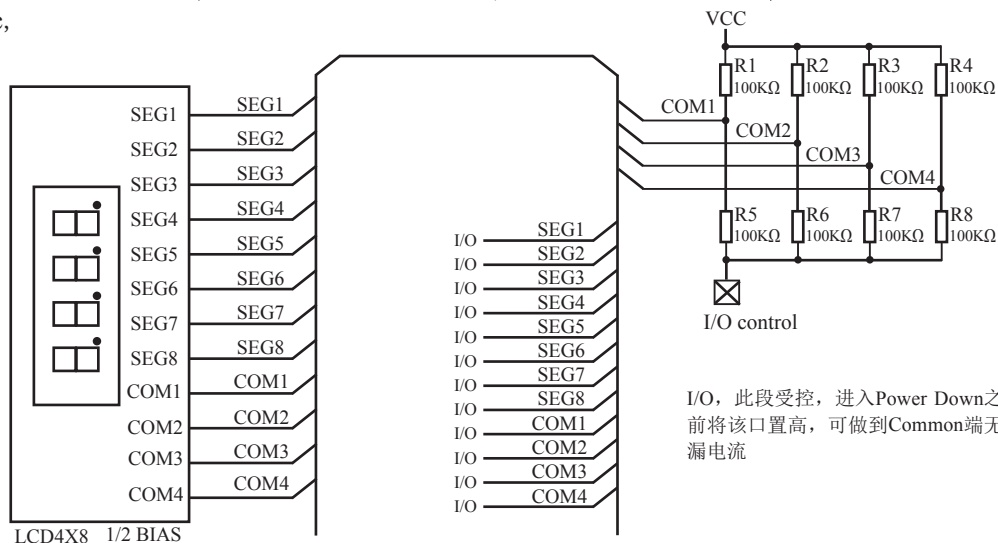 c,
VCC
R1
100KΩ
R2
100KΩ
R3
100KΩ
R4
100KΩ
COM1
COM2
COM3
COM4
R5
100KΩ
R6
100KΩ
R7
100KΩ
R8
100KΩ
I/O control
SEG1
SEG2
SEG3
SEG4
SEG5
SEG6
SEG7
SEG8
COM1
COM2
COM3
COM4
SEG1
SEG2
SEG3
SEG4
SEG5
SEG6
SEG7
SEG8
COM1
COM2
COM3
COM4
LCD4X8 1/2 BIAS
I/O SEG1
I/O SEG2
I/O SEG3
I/O SEG4
I/O SEG5
I/O SEG6
I/O SEG7
I/O SEG8
I/O COM1
I/O COM2
I/O COM3
I/O COM4
I/O，此段受控，进入Power Down之
前将该口置高，可做到Common端无
漏电流